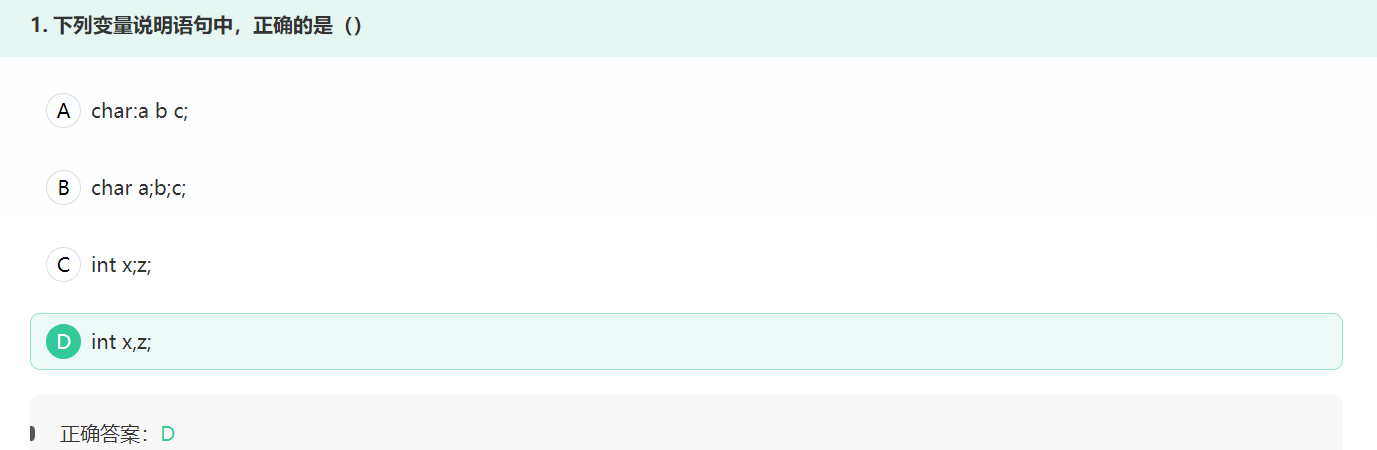 1. 下列变量说明语句中，正确的是（）
A char:a b c;
B char a;b;c;
C int x;z;
D int x,z;
正确答案：D